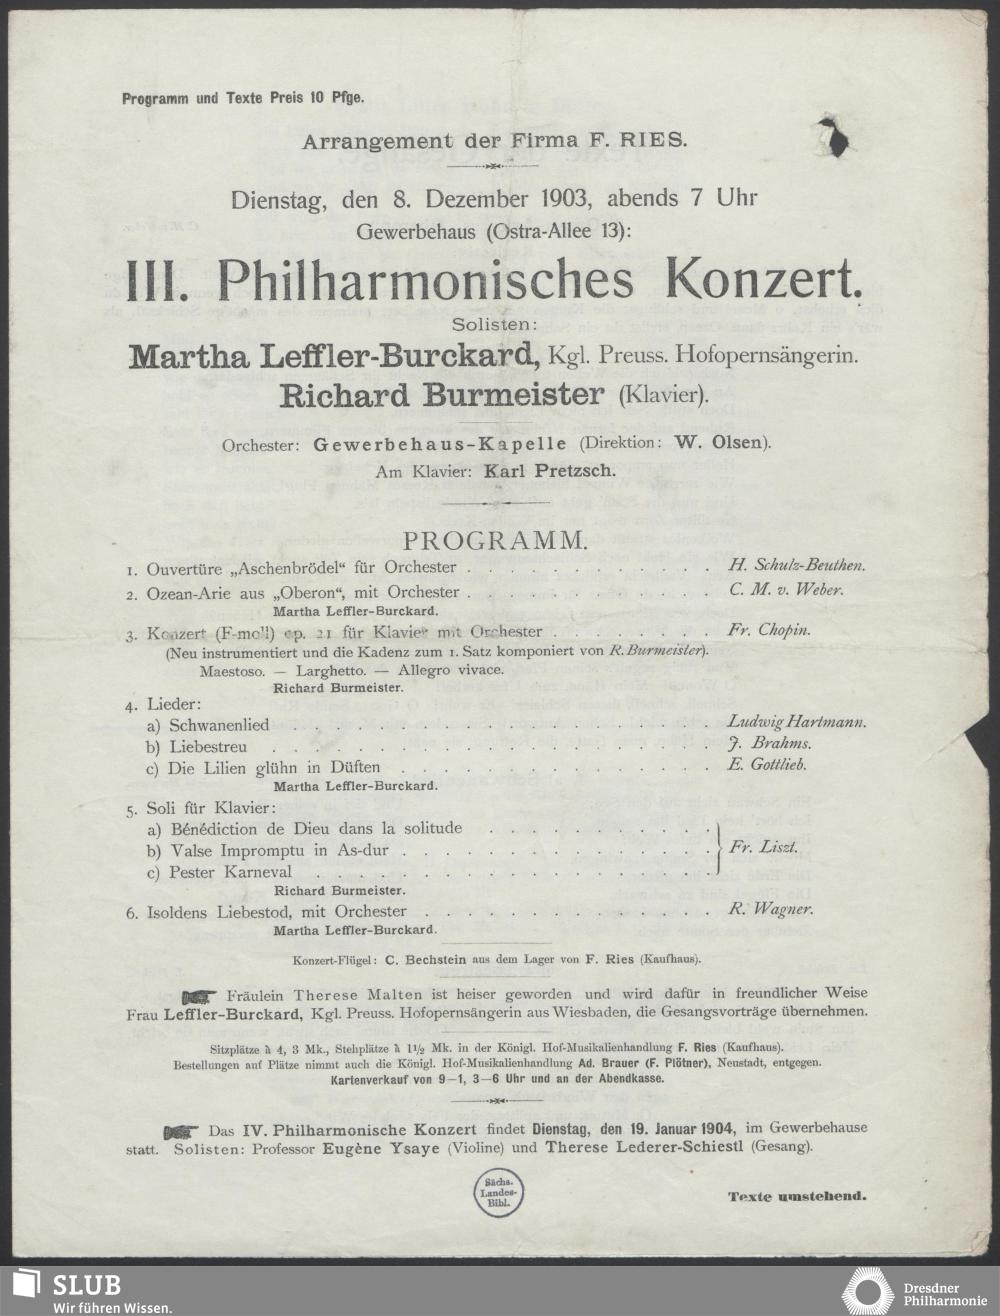 Programm und Texte Preis 10 Pfge.
Arrangement der Firma F. RIES.
Dienstag, den 8. Dezember 1903, abends 7 Uhr
Gewerbehaus (Ostra-Allee 13):
III. Philharmonisches Konzert.
Solisten:
Martha Leffler-Burckard, Kgl. Preuss. Hofopernsängerin.
Richard Burmeister (Klavier).
Orchester: Gewerbehaus-Kapelle (Direktion: W. Olsen).
Am Klavier: Karl Pretzsch.
PROGRAMM.
1. Ouvertüre „Aschenbrödel“ für Orchester . . . . . . . . . . . . H. Schulz-Beuthen.
2. Ozean-Arie aus „Oberon“, mit Orchester . . . . . . . . . . . . C. M. v. Weber.
Martha Leffler-Burckard.
3. Konzert (F-moll) op. 21 für Klavier mit Orchester . . . . . . . . Fr. Chopin.
(Neu instrumentiert und die Kadenz zum 1. Satz komponiert von R. Burmeister).
Maestoso. — Larghetto. — Allegro vivace.
Richard Burmeister.
4. Lieder:
a) Schwanenlied . . . . . . . . . . . . . . . . . . . . Ludwig Hartmann.
b) Liebestreu . . . . . . . . . . . . . . . . . . . . . J. Brahms.
c) Die Lilien glühn in Düften . . . . . . . . . . . . . . . E. Gottlieb.
Martha Leffler-Burckard.
5. Soli für Klavier:
a) Bénédiction de Dieu dans la solitude . . . . . . . . . . .
b) Valse Impromptu in As-dur . . . . . . . . . . . . . . . Fr. Liszt.
c) Pester Karneval . . . . . . . . . . . . . . . . . . .
Richard Burmeister.
6. Isoldens Liebestod, mit Orchester . . . . . . . . . . . . . . R. Wagner.
Martha Leffler-Burckard.
Konzert-Flügel: C. Bechstein aus dem Lager von F. Ries (Kaufhaus).
Fräulein Therese Malten ist heiser geworden und wird dafür in freundlicher Weise
Frau Leffler-Burckard, Kgl. Preuss. Hofopernsängerin aus Wiesbaden, die Gesangsvorträge übernehmen.
Sitzplätze à 4, 3 Mk., Stehplätze à 1½ Mk. in der Königl. Hof-Musikalienhandlung F. Ries (Kaufhaus).
Bestellungen auf Plätze nimmt auch die Königl. Hof-Musikalienhandlung Ad. Brauer (F. Plötner), Neustadt, entgegen.
Kartenverkauf von 9—1, 3—6 Uhr und an der Abendkasse.
Das IV. Philharmonische Konzert findet Dienstag, den 19. Januar 1904, im Gewerbehause
statt. Solisten: Professor Eugène Ysaye (Violine) und Therese Lederer-Schiestl (Gesang).
Sächs.
Landes-
Bibl.
Texte umstehend.
SLUB
Wir führen Wissen.
Dresdner
Philharmonie